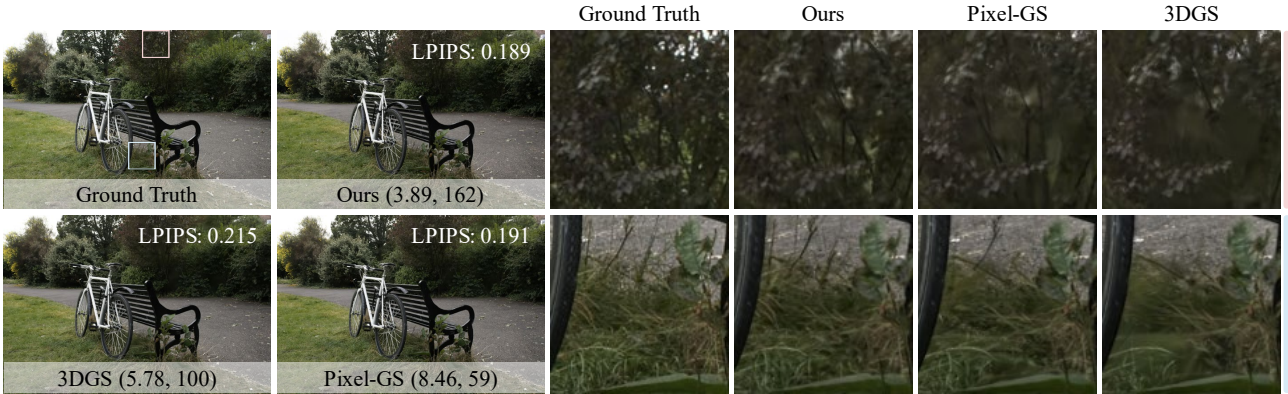 Ground Truth
Ours
Pixel-GS
3DGS
LPIPS: 0.189
Ground Truth
Ours (3.89, 162)
LPIPS: 0.215
LPIPS: 0.191
3DGS (5.78, 100)
Pixel-GS (8.46, 59)